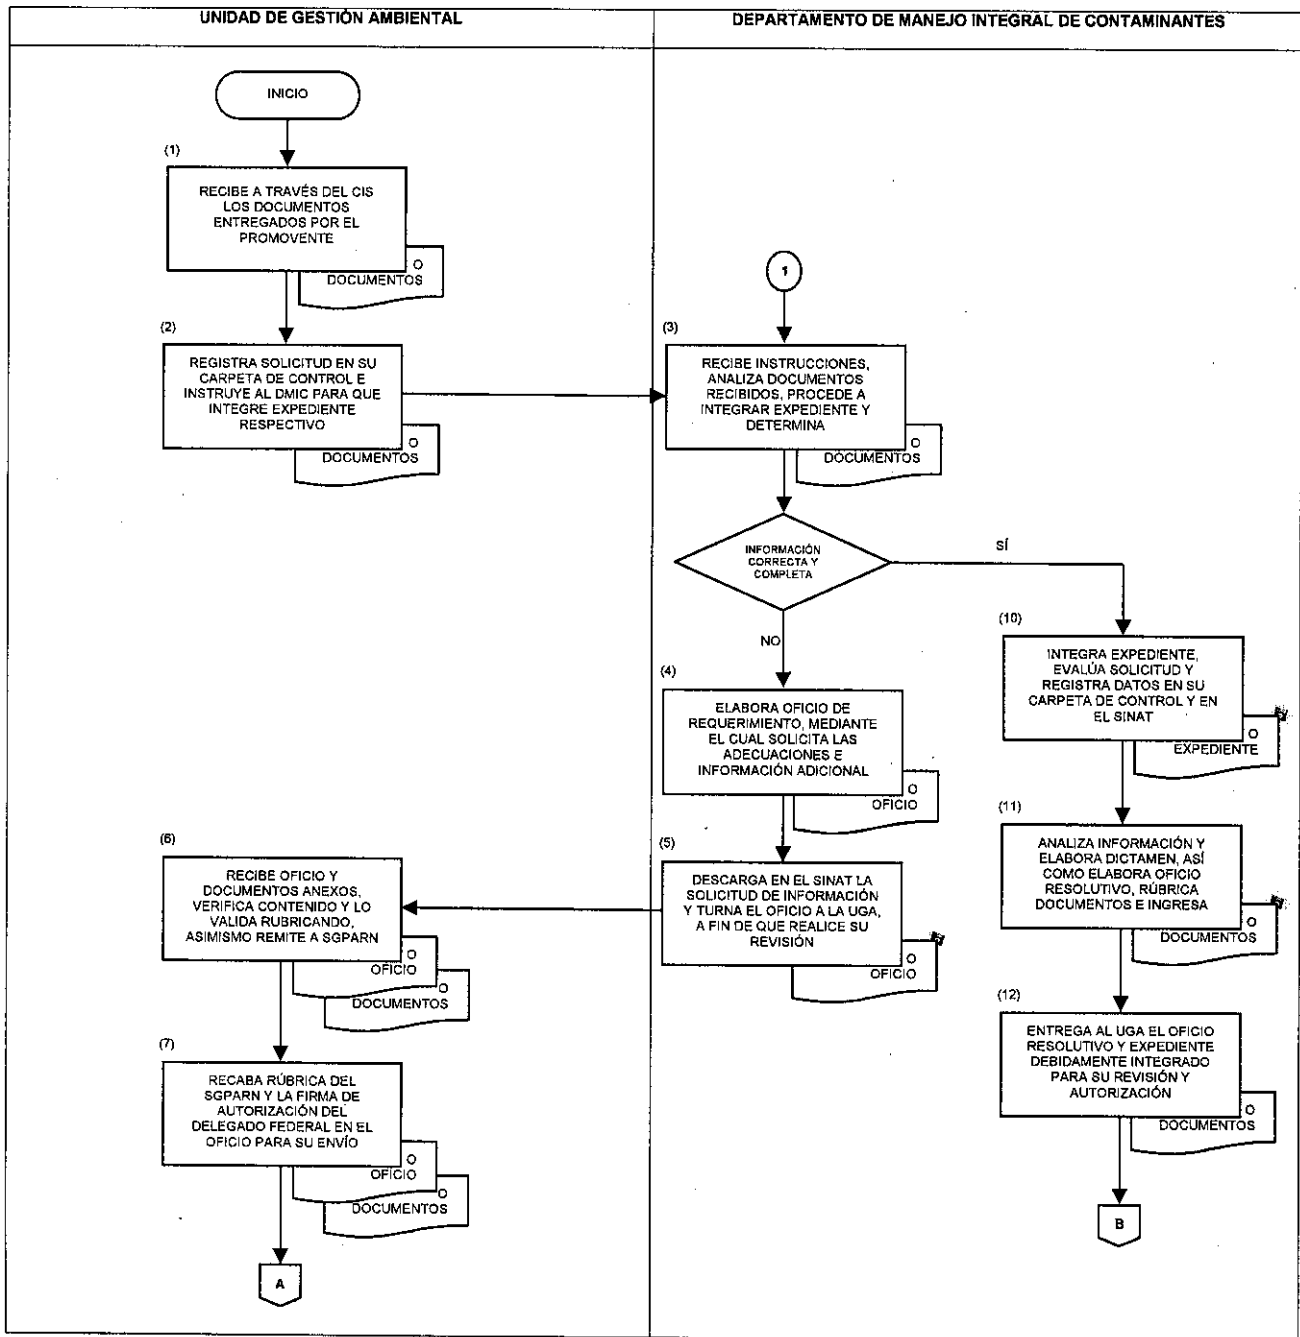 UNIDAD DE GESTIÓN AMBIENTAL
DEPARTAMENTO DE MANEJO INTEGRAL DE CONTAMINANTES
INICIO
(1)
RECIBE A TRAVÉS DEL CIS
LOS DOCUMENTOS
ENTREGADOS POR EL
PROMOVENTE
O
DOCUMENTOS
(2)
REGISTRA SOLICITUD EN SU
CARPETA DE CONTROL E
INSTRUYE AL DMIC PARA QUE
INTEGRE EXPEDIENTE
RESPECTIVO
O
DOCUMENTOS
1
(3)
RECIBE INSTRUCCIONES,
ANALIZA DOCUMENTOS
RECIBIDOS, PROCEDE A
INTEGRAR EXPEDIENTE Y
DETERMINA
O
DOCUMENTOS
INFORMACIÓN
CORRECTA Y
COMPLETA
SÍ
NO
(4)
ELABORA OFICIO DE
REQUERIMIENTO, MEDIANTE
EL CUAL SOLICITA LAS
ADECUACIONES E
INFORMACIÓN ADICIONAL
O
OFICIO
(5)
DESCARGA EN EL SINAT LA
SOLICITUD DE INFORMACIÓN
Y TURNA EL OFICIO A LA UGA,
A FIN DE QUE REALICE SU
REVISIÓN
O
OFICIO
(6)
RECIBE OFICIO Y
DOCUMENTOS ANEXOS,
VERIFICA CONTENIDO Y LO
VALIDA RUBRICANDO,
ASIMISMO REMITE A SGPARN
O
OFICIO
O
DOCUMENTOS
(7)
RECABA RÚBRICA DEL
SGPARN Y LA FIRMA DE
AUTORIZACIÓN DEL
DELEGADO FEDERAL EN EL
OFICIO PARA SU ENVÍO
O
OFICIO
O
DOCUMENTOS
A
(10)
INTEGRA EXPEDIENTE,
EVALÚA SOLICITUD Y
REGISTRA DATOS EN SU
CARPETA DE CONTROL Y EN
EL SINAT
O
EXPEDIENTE
(11)
ANALIZA INFORMACIÓN Y
ELABORA DICTAMEN, ASÍ
COMO ELABORA OFICIO
RESOLUTIVO, RÚBRICA
DOCUMENTOS E INGRESA
O
DOCUMENTOS
(12)
ENTREGA AL UGA EL OFICIO
RESOLUTIVO Y EXPEDIENTE
DEBIDAMENTE INTEGRADO
PARA SU REVISIÓN Y
AUTORIZACIÓN
O
DOCUMENTOS
B